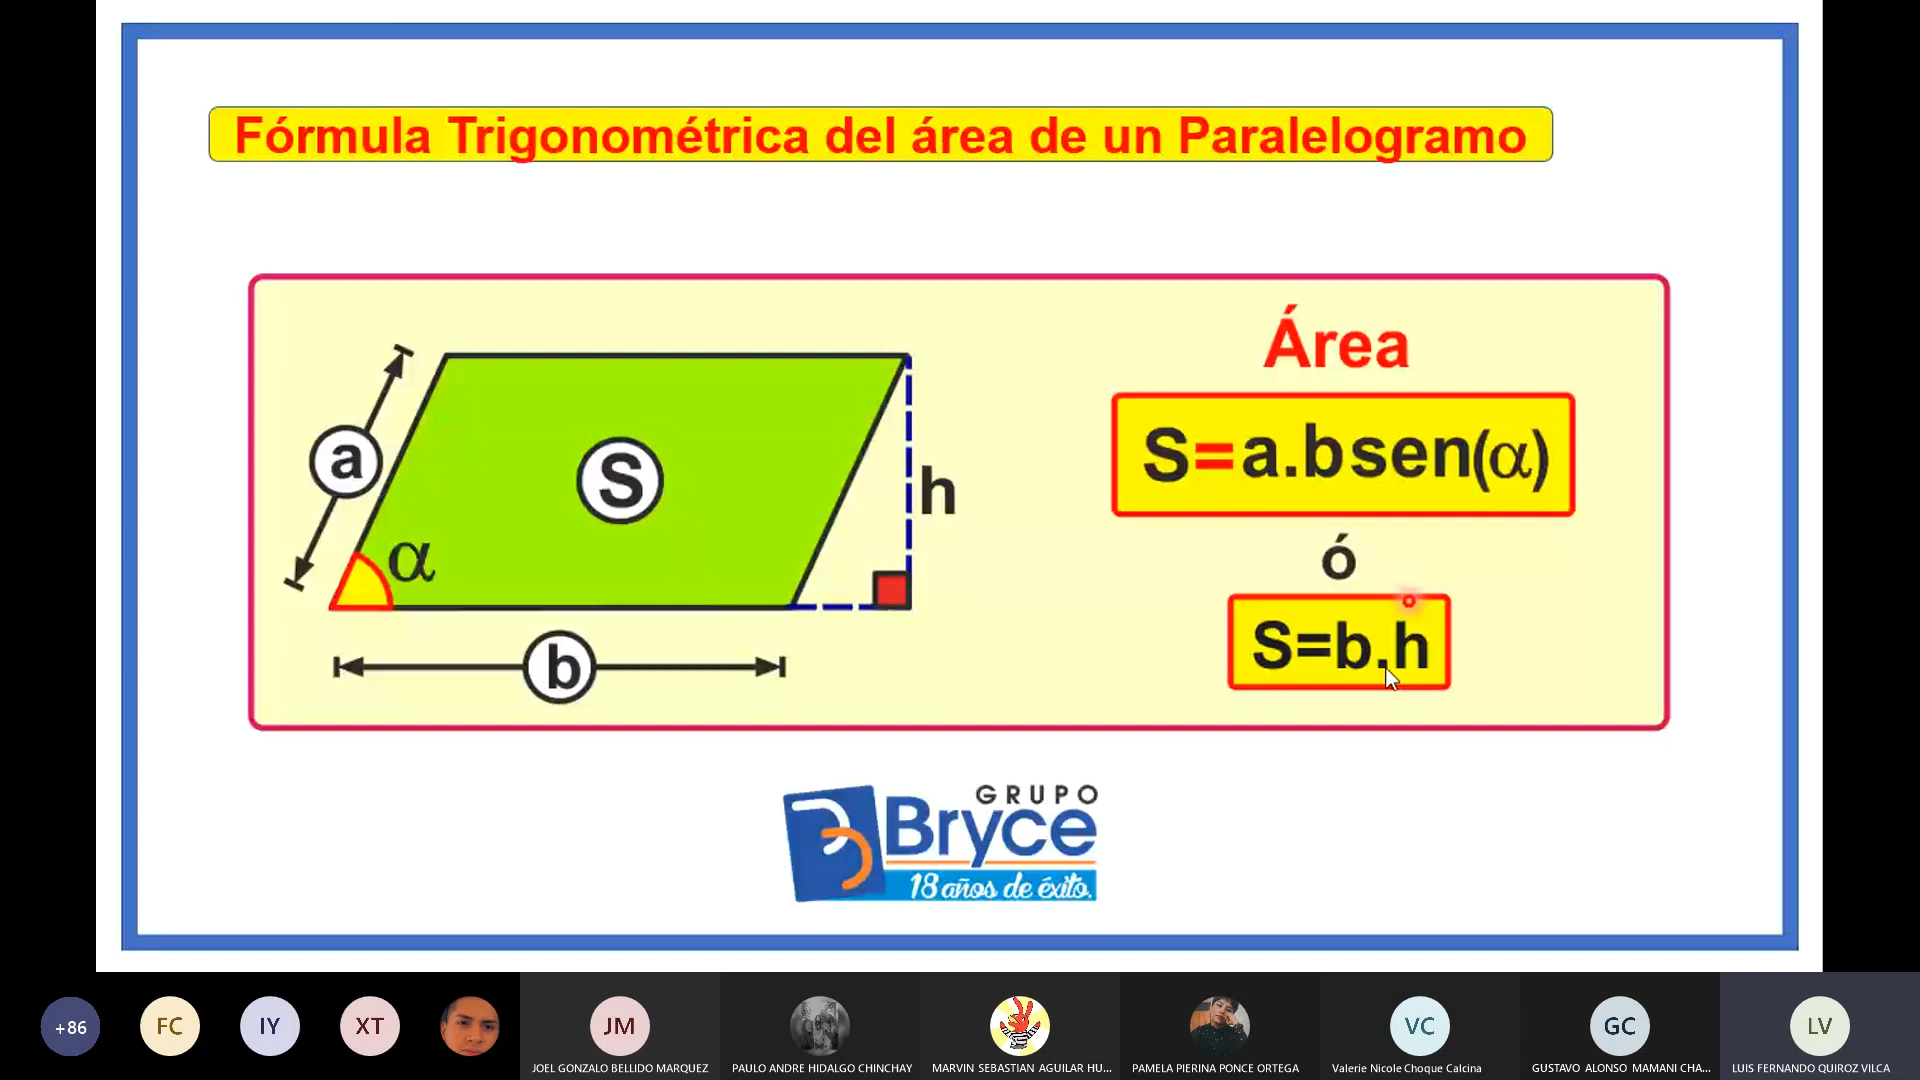 Fórmula Trigonométrica del área de un Paralelogramo
Área
a
S
h
S=a.bsen(α)
α
ó
b
S=b.h
GRUPO
Bryce
18 años de éxito.
+86
FC
IY
XT
JM
VC
GC
LV
JOEL GONZALO BELLIDO MARQUEZ
PAULO ANDRE HIDALGO CHINCHAY
MARVIN SEBASTIAN AGUILAR HU...
PAMELA PIERINA PONCE ORTEGA
Valerie Nicole Choque Calcina
GUSTAVO ALONSO MAMANI CHA...
LUIS FERNANDO QUIROZ VILCA